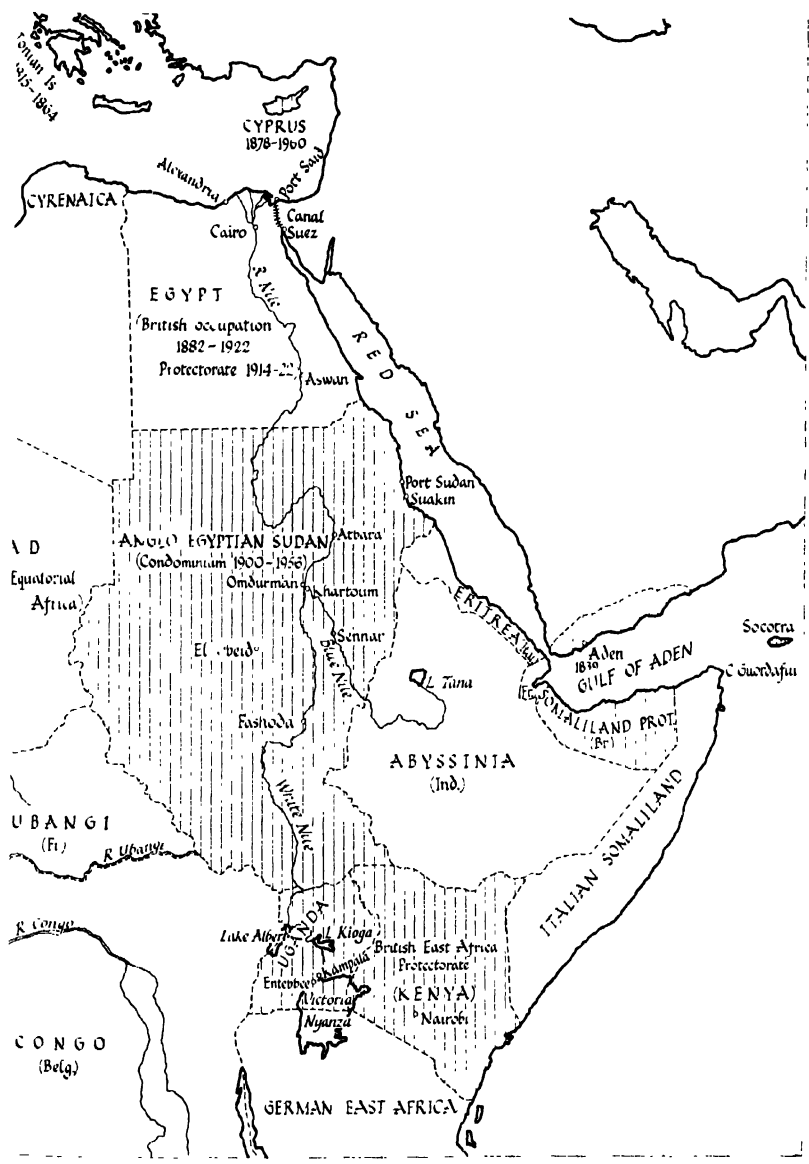 1864
CYPRUS
1878-1960
Alexandria
Port Said
CYRENAICA
Cairo
Canal
Suez
R Nile
EGYPT
(British occupation
1882-1922
Protectorate 1914-22)
Aswan
RED SEA
Port Sudan
Suakin
ANGLO EGYPTIAN SUDAN
(Condominium 1900-1956)
Atbara
Omdurman
Khartoum
Equatorial
Africa)
ERITREA
Sennar
Blue Nile
Aden
1839
GULF OF ADEN
Socotra
C Guardafui
L Tana
Fashoda
SOMALILAND PROT.
(Br)
ABYSSINIA
(Ind.)
White Nile
UBANGI
(Fr)
R Ubangi
ITALIAN SOMALILAND
R Congo
UGANDA
Lake Albert
L Kioga
British East Africa
Protectorate
Kampala
Entebbe
(KENYA)
Victoria
Nyanza
Nairobi
CONGO
(Belg.)
GERMAN EAST AFRICA